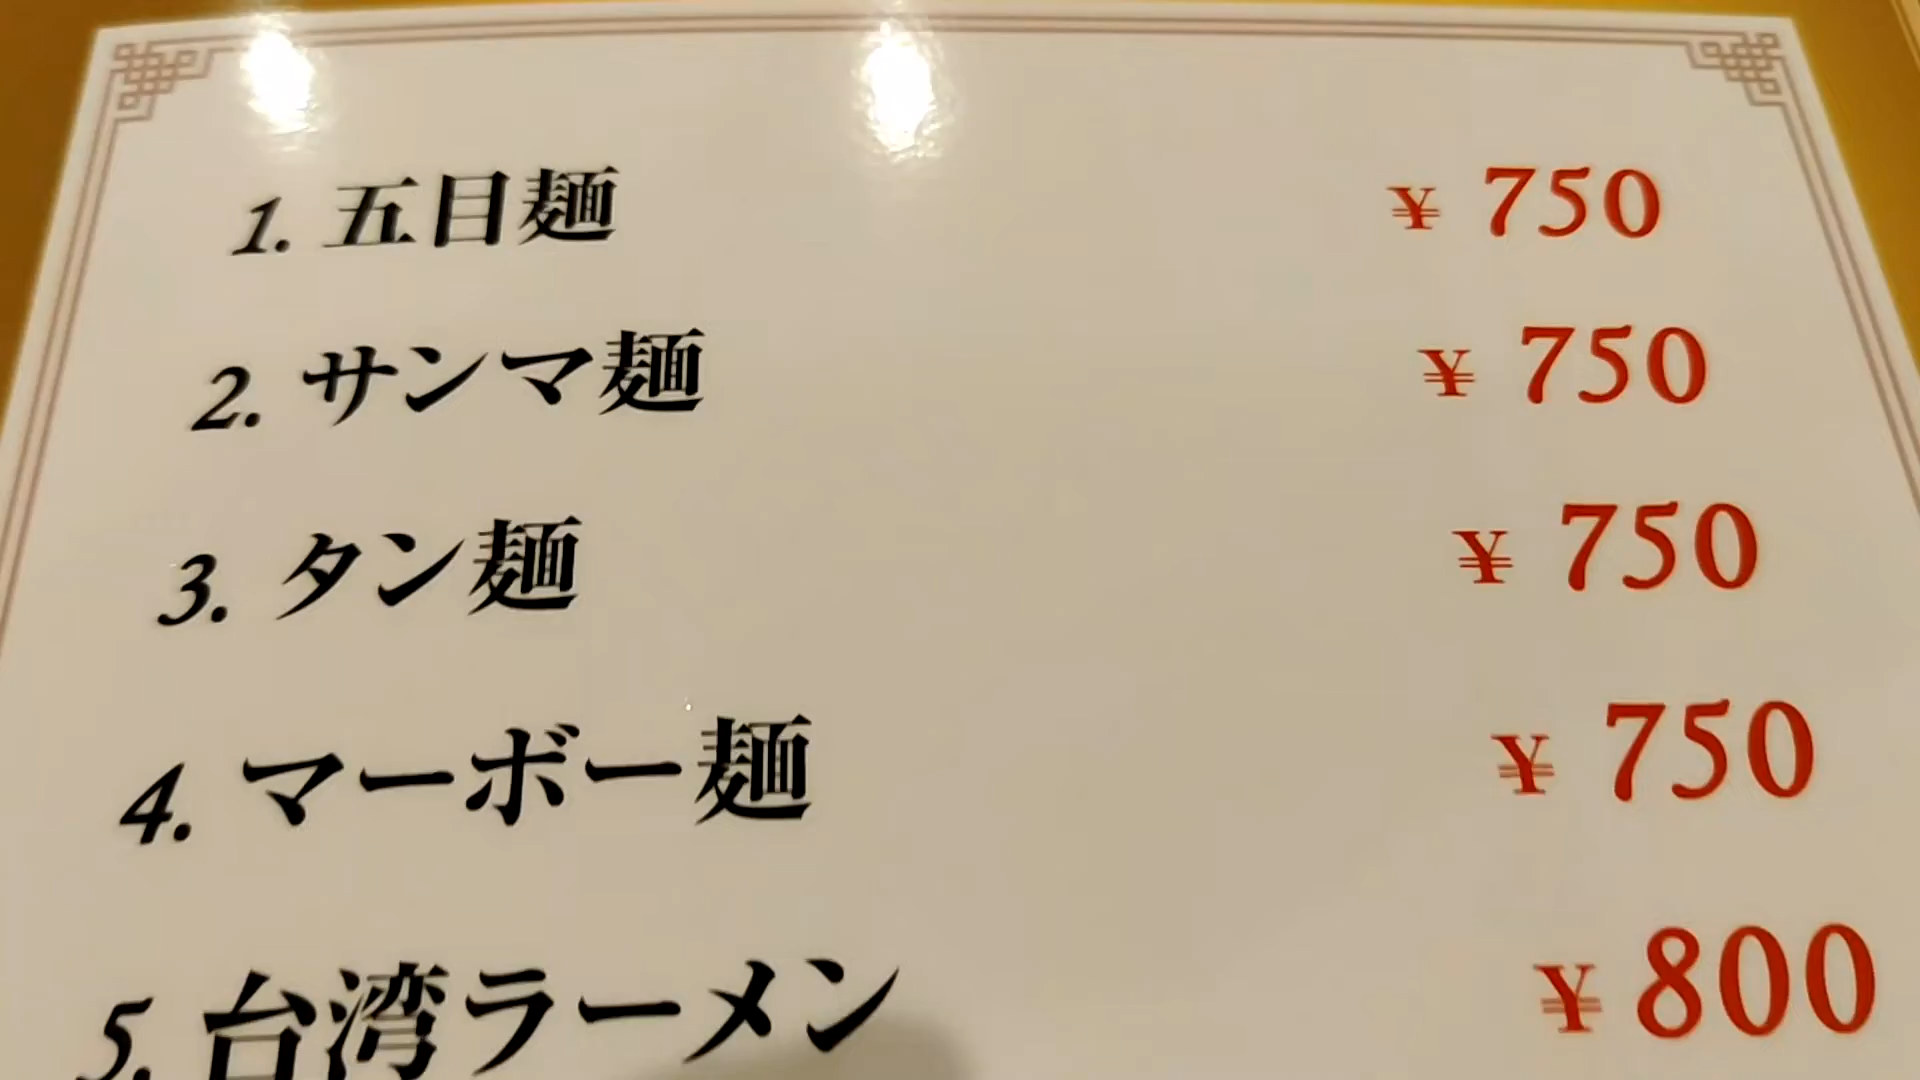 1. 五目麺 ¥ 750
2. サンマ麺 ¥ 750
3. タン麺 ¥ 750
4. マーボー麺 ¥ 750
5. 台湾ラーメン ¥ 800